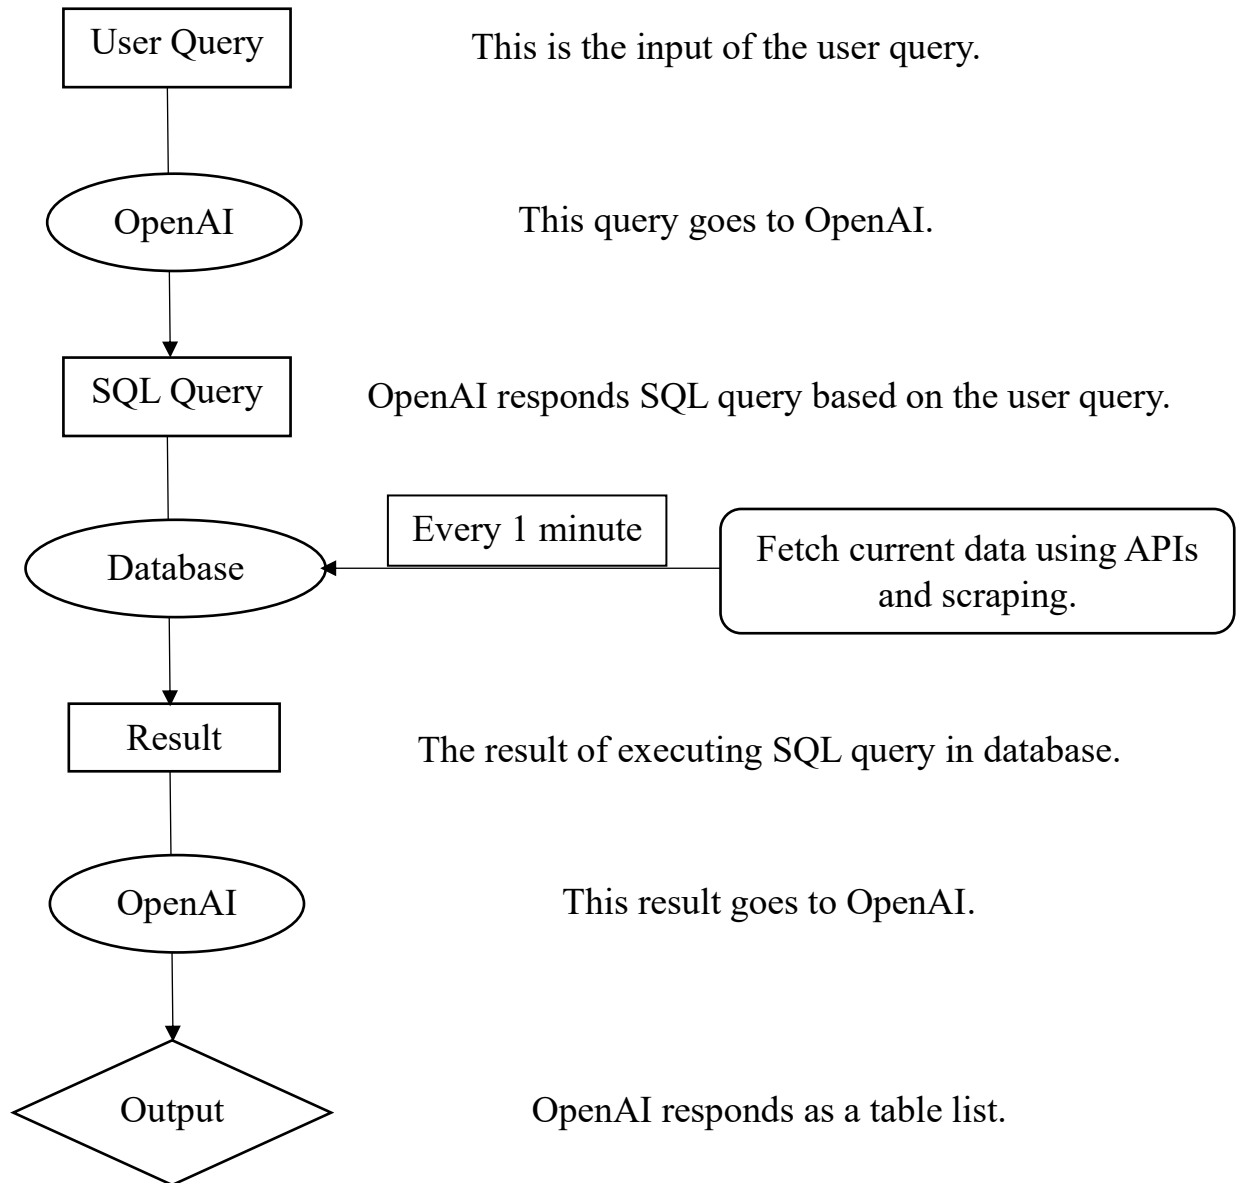 User Query
This is the input of the user query.
OpenAI
This query goes to OpenAI.
SQL Query
OpenAI responds SQL query based on the user query.
Every 1 minute
Database
Fetch current data using APIs
and scraping.
Result
The result of executing SQL query in database.
OpenAI
This result goes to OpenAI.
Output
OpenAI responds as a table list.